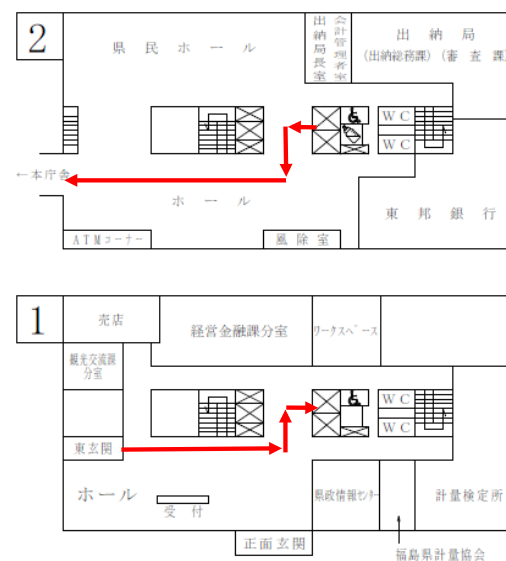 2
県民ホール
出納局長室
会計管理者室
出納局
(出納総務課)(審査課)
WC
WC
←本庁舎
ホール
ATMコーナー
風除室
東邦銀行
1
売店
経営金融課分室
ワークスペース
観光交流課
分室
WC
WC
東玄関
ホール
受付
県政情報センター
計量検定所
正面玄関
福島県計量協会